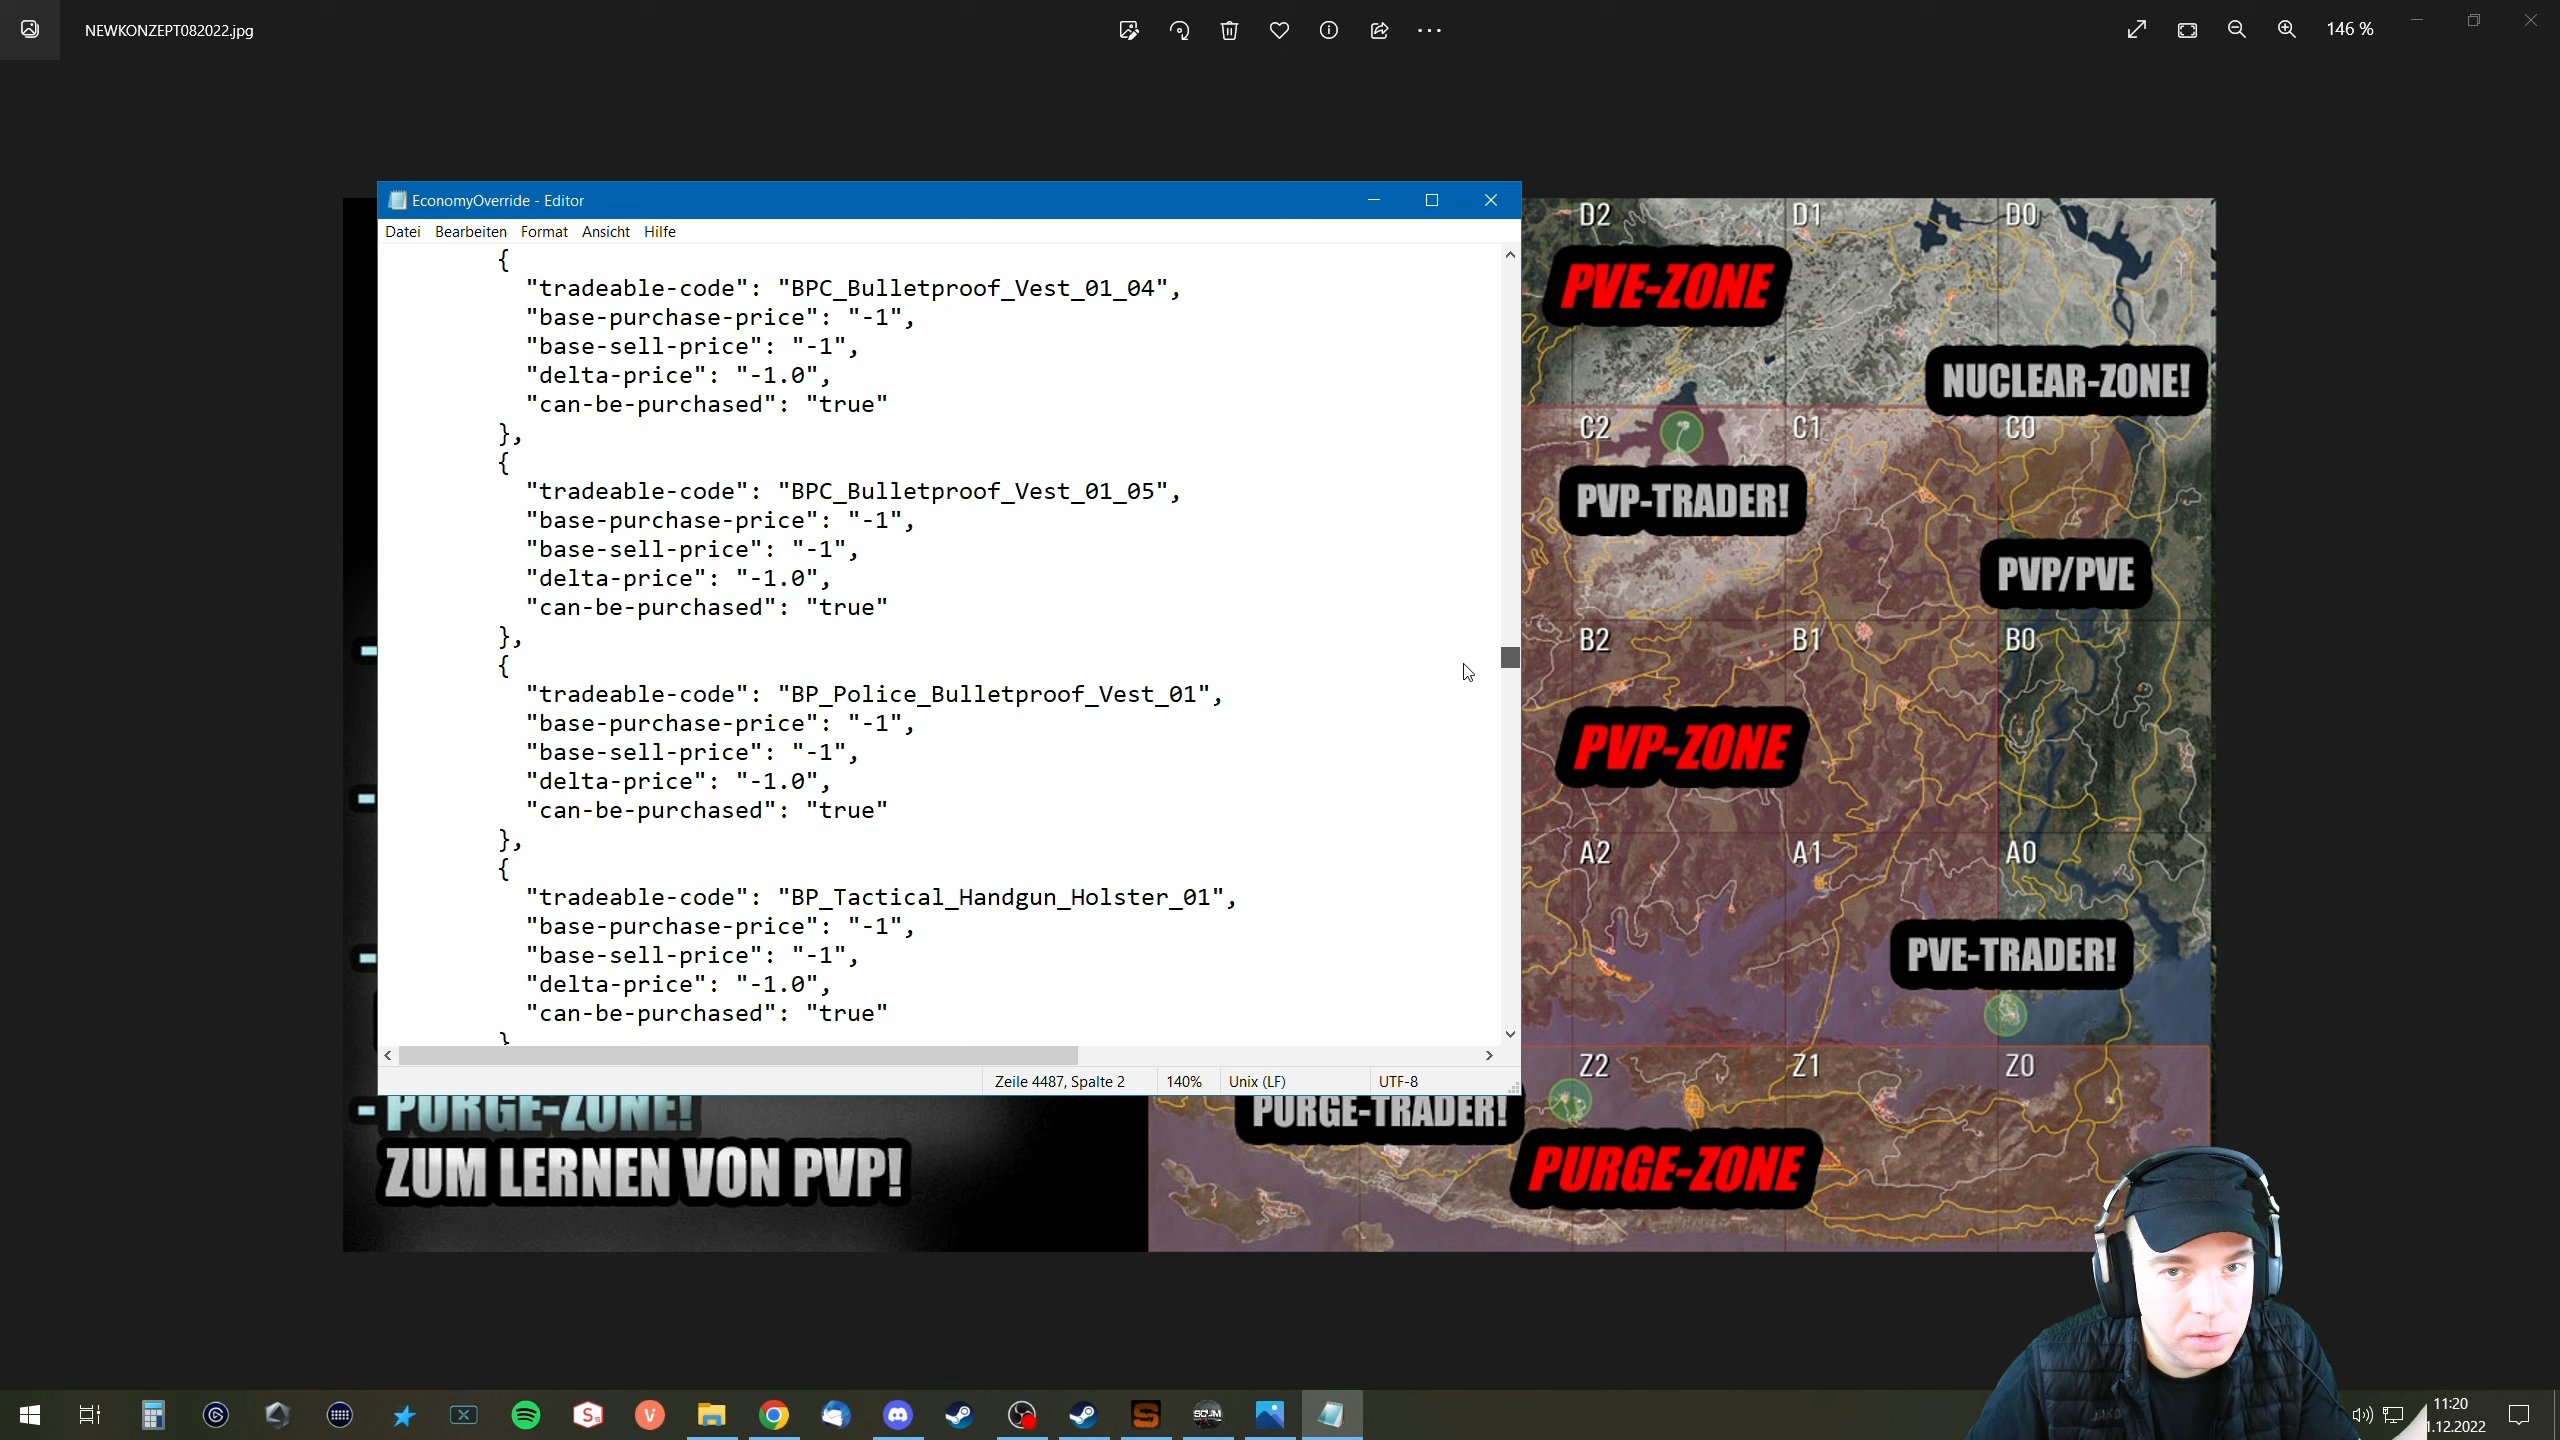 NEWKONZEPT082022.jpg
146 %
EconomyOverride - Editor
Datei Bearbeiten Format Ansicht Hilfe
{
"tradeable-code": "BPC_Bulletproof_Vest_01_04",
"base-purchase-price": "-1",
"base-sell-price": "-1",
"delta-price": "-1.0",
"can-be-purchased": "true"
},
{
"tradeable-code": "BPC_Bulletproof_Vest_01_05",
"base-purchase-price": "-1",
"base-sell-price": "-1",
"delta-price": "-1.0",
"can-be-purchased": "true"
},
{
"tradeable-code": "BP_Police_Bulletproof_Vest_01",
"base-purchase-price": "-1",
"base-sell-price": "-1",
"delta-price": "-1.0",
"can-be-purchased": "true"
},
{
"tradeable-code": "BP_Tactical_Handgun_Holster_01",
"base-purchase-price": "-1",
"base-sell-price": "-1",
"delta-price": "-1.0",
"can-be-purchased": "true"
}
Zeile 4487, Spalte 2 140% Unix (LF) UTF-8
D2 D1 D0
PVE-ZONE
NUCLEAR-ZONE!
C2 C1 C0
PVP-TRADER!
PVP/PVE
B2 B1 B0
PVP-ZONE
A2 A1 A0
PVE-TRADER!
Z2 Z1 Z0
- PURGE-ZONE!
PURGE-TRADER!
ZUM LERNEN VON PVP!
PURGE-ZONE
SCUM
11:20
1.12.2022